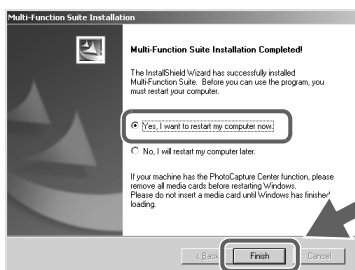 Multi-Function Suite Installation
Multi-Function Suite Installation Completed!
The InstallShield Wizard has successfully installed
Multi-Function Suite. Before you can use the program, you
must restart your computer.
Yes, I want to restart my computer now.
No, I will restart my computer later.
If your machine has the PhotoCapture Center function, please
remove all media cards before restarting Windows.
Please do not insert a media card until Windows has finished
loading.
< Back
Finish
Cancel